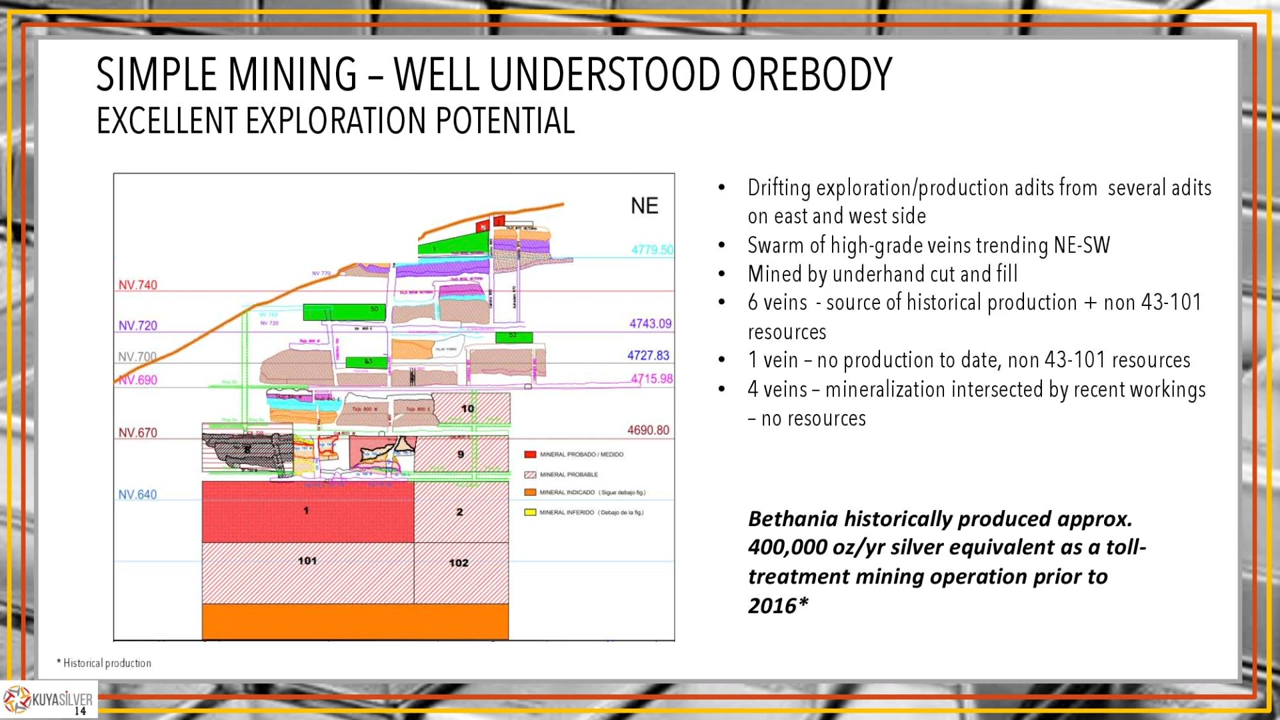 SIMPLE MINING – WELL UNDERSTOOD OREBODY
EXCELLENT EXPLORATION POTENTIAL
NE
4779.50
NV 770
NV.740
50
NV 720
NV.720
4743.09
53
NV.700
4727.83
NV.690
4715.98
10
NV.670
4690.80
9
NV.640
1
2
101
102
MINERAL PROBADO / MEDIDO
MINERAL PROBABLE
MINERAL INDICADO ( Sigue debajo fig.)
MINERAL INFERIDO ( Debajo de la fig.)
• Drifting exploration/production adits from several adits
on east and west side
• Swarm of high-grade veins trending NE-SW
• Mined by underhand cut and fill
• 6 veins - source of historical production + non 43-101
resources
• 1 vein – no production to date, non 43-101 resources
• 4 veins – mineralization intersected by recent workings
– no resources
Bethania historically produced approx.
400,000 oz/yr silver equivalent as a toll-
treatment mining operation prior to
2016*
* Historical production
KUYASILVER
14